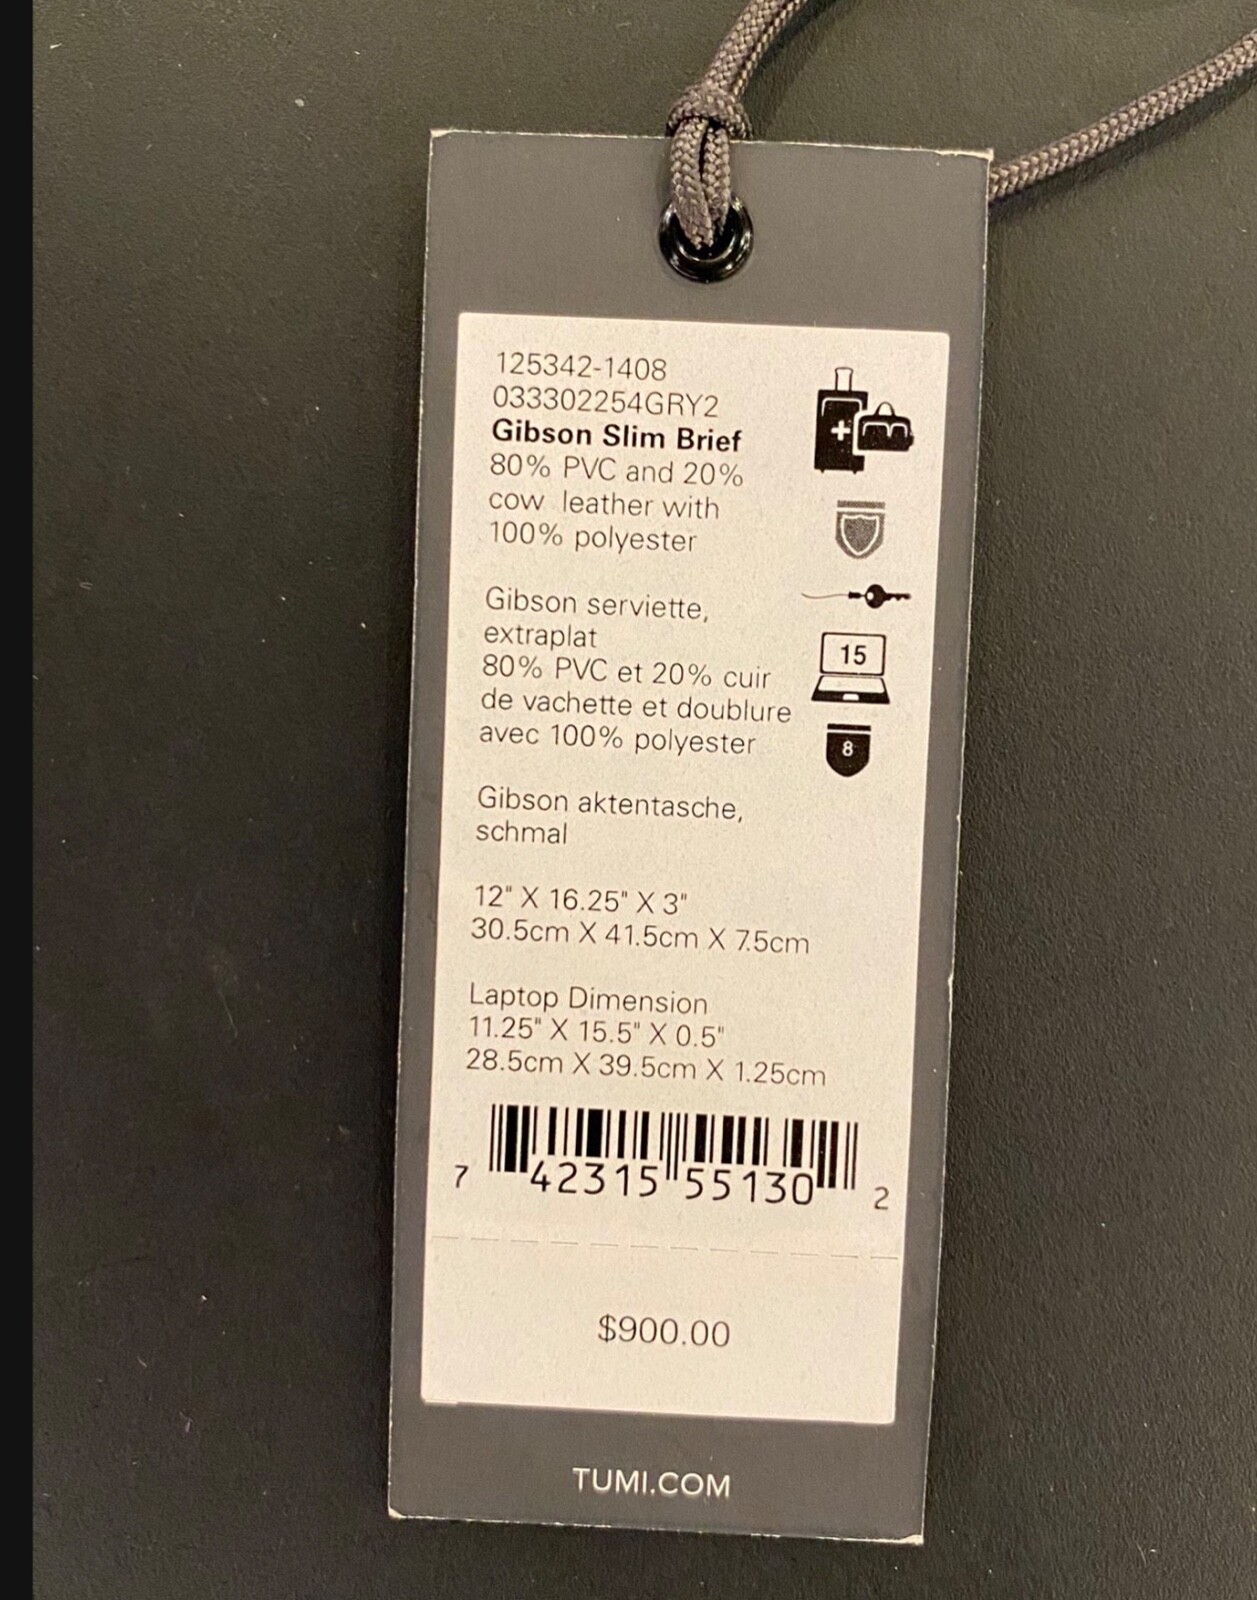 125342-1408
033302254GRY2
Gibson Slim Brief
80% PVC and 20%
cow leather with
100% polyester
Gibson serviette,
extraplat
80% PVC et 20% cuir
de vachette et doublure
avec 100% polyester
15
8
Gibson aktentasche,
schmal
12" X 16.25" X 3"
30.5cm X 41.5cm X 7.5cm
Laptop Dimension
11.25" X 15.5" X 0.5"
28.5cm X 39.5cm X 1.25cm
7 42315 55130 2
$900.00
TUMI.COM